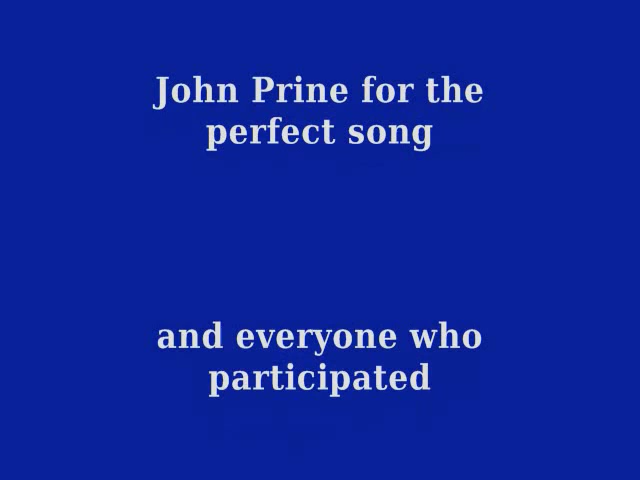 John Prine for the
perfect song
and everyone who
participated